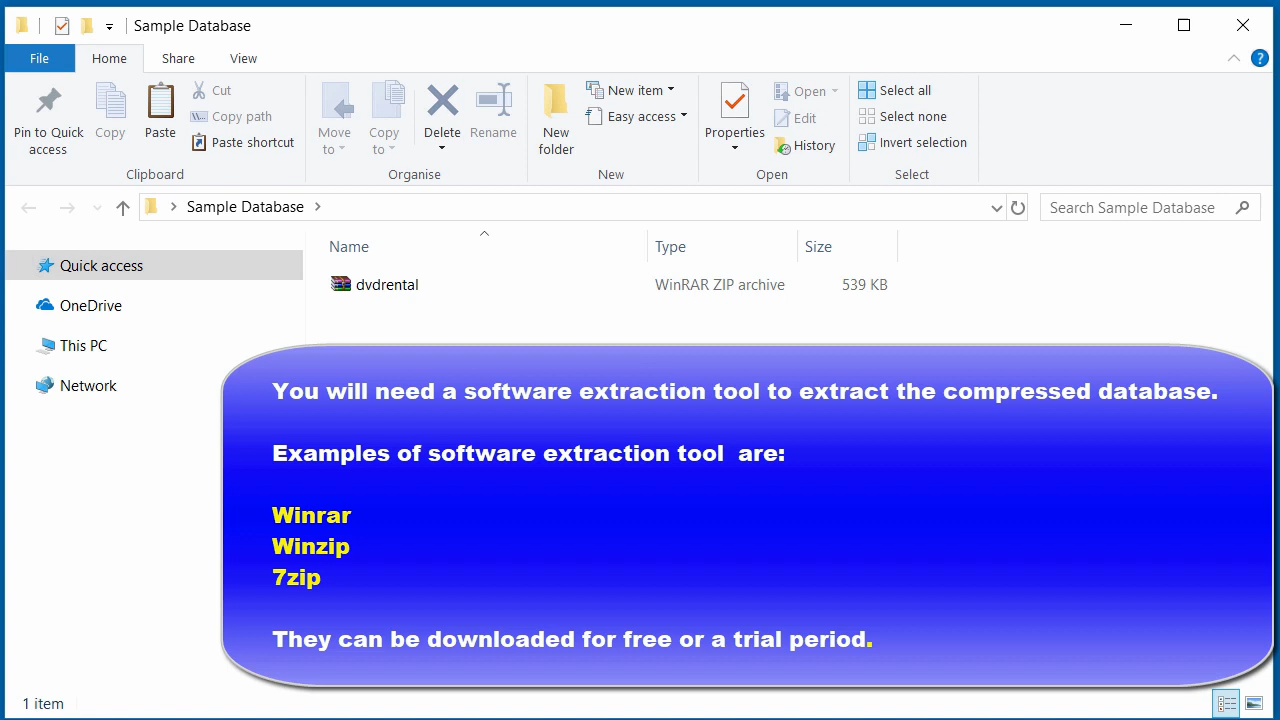 Sample Database
File Home Share View
Pin to Quick access
Copy
Paste
Cut
Copy path
Paste shortcut
Clipboard
Move to
Copy to
Delete
Rename
Organise
New folder
New item
Easy access
New
Properties
Open
Edit
History
Open
Select all
Select none
Invert selection
Select
Sample Database
Search Sample Database
Quick access
OneDrive
This PC
Network
Name Type Size
dvdrental WinRAR ZIP archive 539 KB
You will need a software extraction tool to extract the compressed database.
Examples of software extraction tool are:
Winrar
Winzip
7zip
They can be downloaded for free or a trial period.
1 item